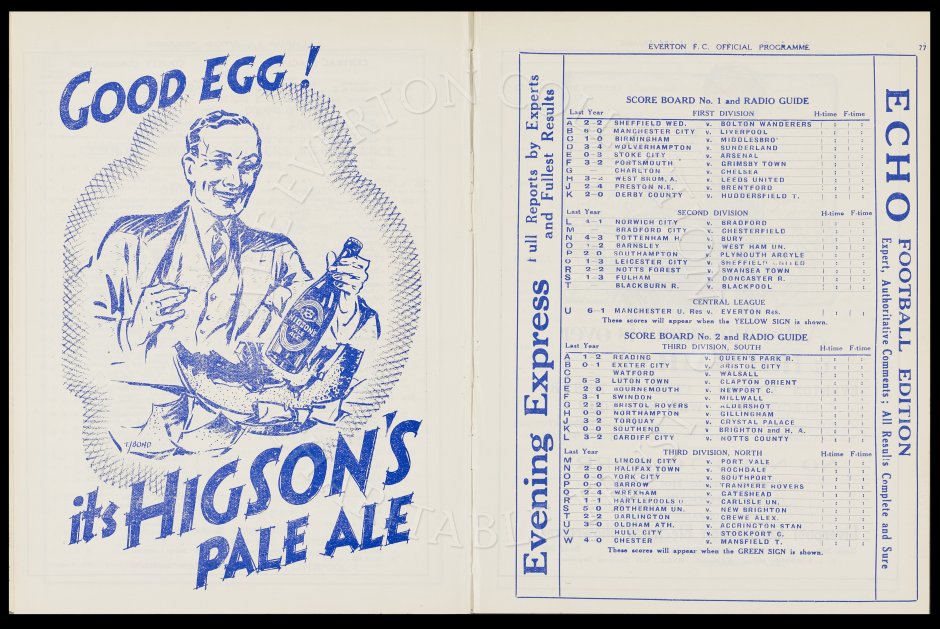 GOOD EGG!
T/BOND
it's HIGSON'S
PALE ALE
EVERTON F.C. OFFICIAL PROGRAMME
77
Evening Express
Full Reports by Experts
and Fullest Results
SCORE BOARD No. 1 and RADIO GUIDE
Last Year FIRST DIVISION H-time F-time
A 2—2 SHEFFIELD WED. v. BOLTON WANDERERS : :
B 6—0 MANCHESTER CITY v. LIVERPOOL : :
C 1—0 BIRMINGHAM v. MIDDLESBRO' : :
D 3—4 WOLVERHAMPTON v. SUNDERLAND : :
E 0—3 STOKE CITY v. ARSENAL : :
F 3—2 PORTSMOUTH v. GRIMSBY TOWN : :
G CHARLTON v. CHELSEA : :
H 3—2 WEST BROM. A. v. LEEDS UNITED : :
J 2—4 PRESTON N.E. v. BRENTFORD : :
K 2—0 DERBY COUNTY v. HUDDERSFIELD T. : :
Last Year SECOND DIVISION H-time F-time
L 4—1 NORWICH CITY v. BRADFORD : :
M BRADFORD CITY v. CHESTERFIELD : :
N 4—3 TOTTENHAM H. v. BURY : :
O 1—2 BARNSLEY v. WEST HAM UN. : :
P 2—0 SOUTHAMPTON v. PLYMOUTH ARGYLE : :
Q 1—3 LEICESTER CITY v. SHEFFIELD UNITED : :
R 2—2 NOTTS FOREST v. SWANSEA TOWN : :
S 1—3 FULHAM v. DONCASTER R. : :
T BLACKBURN R. v. BLACKPOOL : :
CENTRAL LEAGUE
U 6—1 MANCHESTER U. Res v. EVERTON Res. : :
These scores will appear when the YELLOW SIGN is shown.
SCORE BOARD No. 2 and RADIO GUIDE
Last Year THIRD DIVISION, SOUTH H-time F-time
A 1—2 READING v. QUEEN'S PARK R. : :
B 0—1 EXETER CITY v. BRISTOL CITY : :
C WATFORD v. WALSALL : :
D 5—3 LUTON TOWN v. CLAPTON ORIENT : :
E 2—0 BOURNEMOUTH v. NEWPORT C. : :
F 3—1 SWINDON v. MILLWALL : :
G 2—2 BRISTOL ROVERS v. ALDERSHOT : :
H 0—0 NORTHAMPTON v. GILLINGHAM : :
J 3—2 TORQUAY v. CRYSTAL PALACE : :
K 0—0 SOUTHEND v. BRIGHTON and H. A. : :
L 3—2 CARDIFF CITY v. NOTTS COUNTY : :
Last Year THIRD DIVISION, NORTH H-time F-time
M LINCOLN CITY v. PORT VALE : :
N 2—0 HALIFAX TOWN v. ROCHDALE : :
O 0—0 YORK CITY v. SOUTHPORT : :
P 0—0 BARROW v. TRANMERE ROVERS : :
Q 2—4 WREXHAM v. GATESHEAD : :
R 1—1 HARTLEPOOLS U v. CARLISLE UN. : :
S 5—0 ROTHERHAM UN. v. NEW BRIGHTON : :
T 2—2 DARLINGTON v. CREWE ALEX. : :
U 3—0 OLDHAM ATH. v. ACCRINGTON STAN : :
V HULL CITY v. STOCKPORT C. : :
W 4—0 CHESTER v. MANSFIELD T. : :
These scores will appear when the GREEN SIGN is shown.
ECHO FOOTBALL EDITION
Expert, Authoritative Comments; All Results Complete and Sure